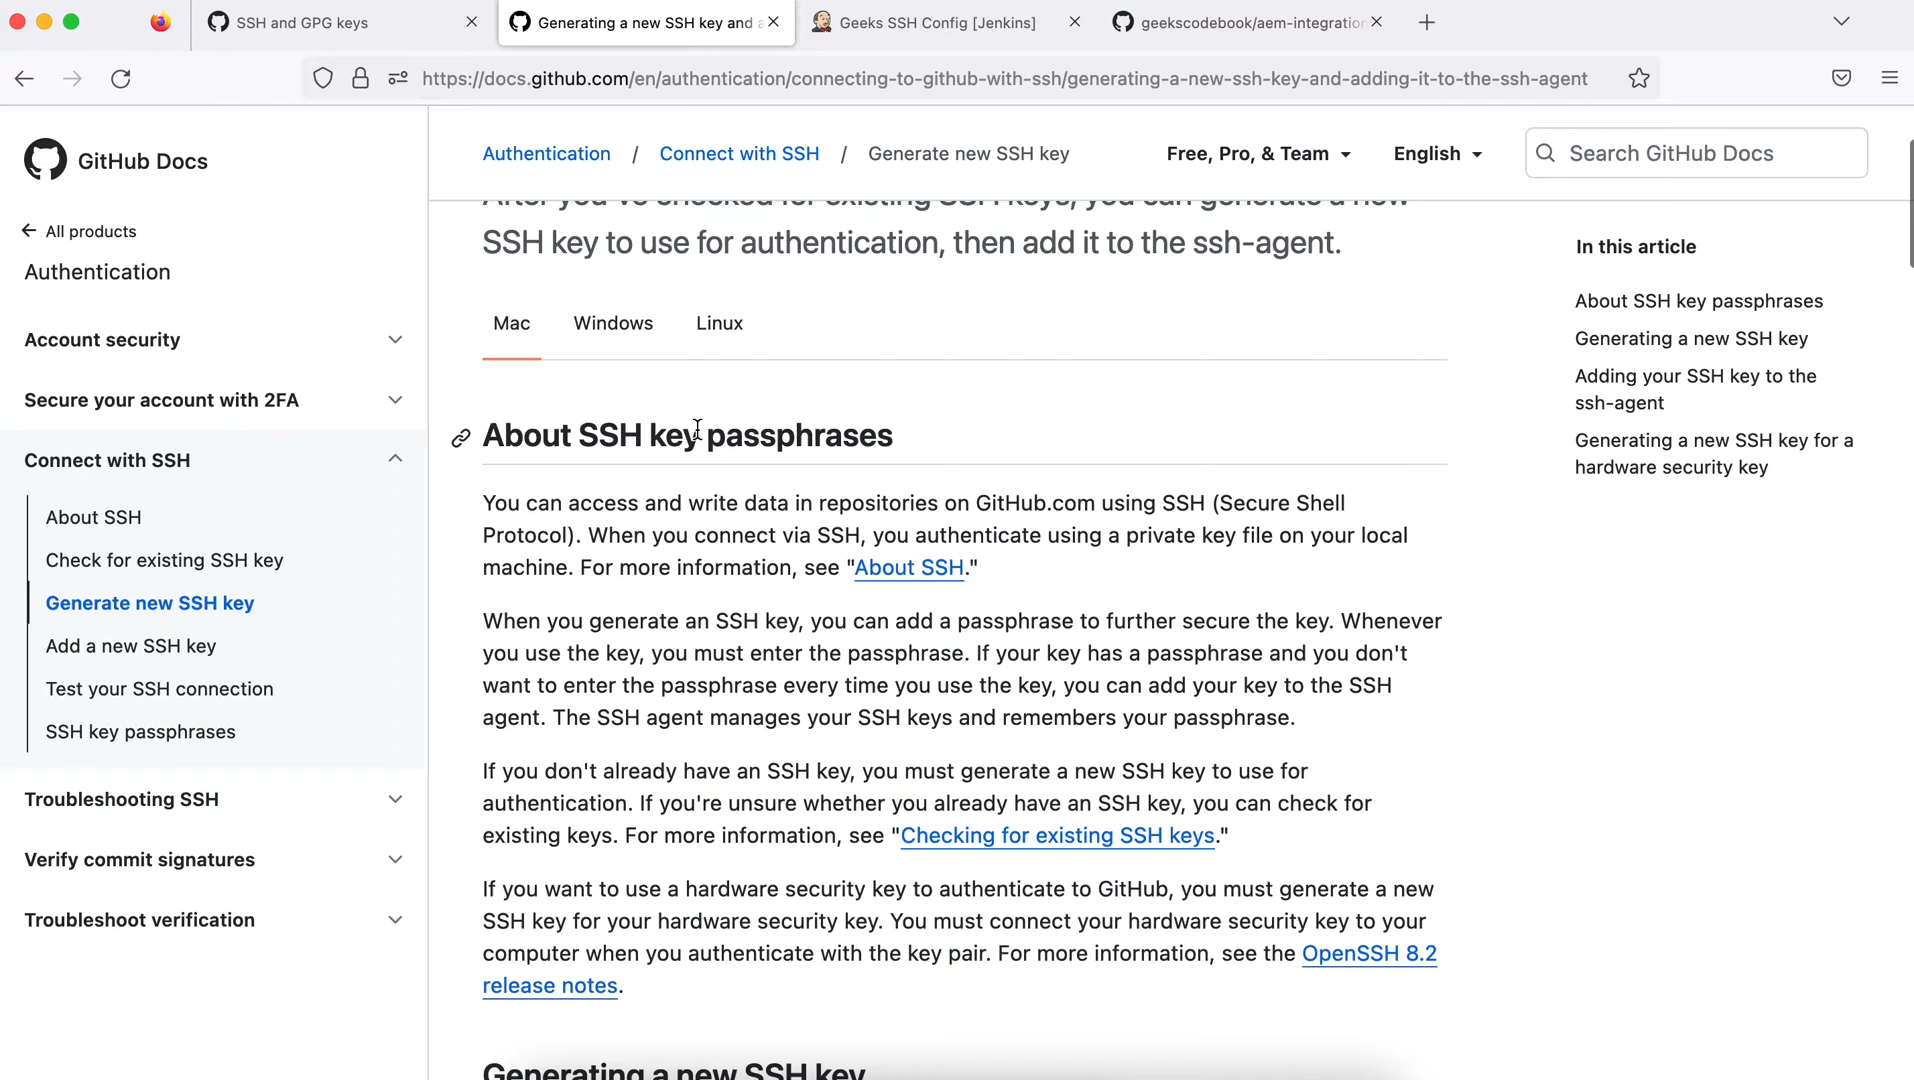 SSH and GPG keys
Generating a new SSH key and a
Geeks SSH Config [Jenkins]
geekscodebook/aem-integration
https://docs.github.com/en/authentication/connecting-to-github-with-ssh/generating-a-new-ssh-key-and-adding-it-to-the-ssh-agent
GitHub Docs
Authentication / Connect with SSH / Generate new SSH key
Free, Pro, & Team
English
Search GitHub Docs
All products
Authentication
Account security
Secure your account with 2FA
Connect with SSH
About SSH
Check for existing SSH key
Generate new SSH key
Add a new SSH key
Test your SSH connection
SSH key passphrases
Troubleshooting SSH
Verify commit signatures
Troubleshoot verification
After you've checked for existing SSH keys, you can generate a new
SSH key to use for authentication, then add it to the ssh-agent.
Mac Windows Linux
About SSH key passphrases
You can access and write data in repositories on GitHub.com using SSH (Secure Shell
Protocol). When you connect via SSH, you authenticate using a private key file on your local
machine. For more information, see "About SSH."
When you generate an SSH key, you can add a passphrase to further secure the key. Whenever
you use the key, you must enter the passphrase. If your key has a passphrase and you don't
want to enter the passphrase every time you use the key, you can add your key to the SSH
agent. The SSH agent manages your SSH keys and remembers your passphrase.
If you don't already have an SSH key, you must generate a new SSH key to use for
authentication. If you're unsure whether you already have an SSH key, you can check for
existing keys. For more information, see "Checking for existing SSH keys."
If you want to use a hardware security key to authenticate to GitHub, you must generate a new
SSH key for your hardware security key. You must connect your hardware security key to your
computer when you authenticate with the key pair. For more information, see the OpenSSH 8.2
release notes.
Generating a new SSH key
In this article
About SSH key passphrases
Generating a new SSH key
Adding your SSH key to the
ssh-agent
Generating a new SSH key for a
hardware security key